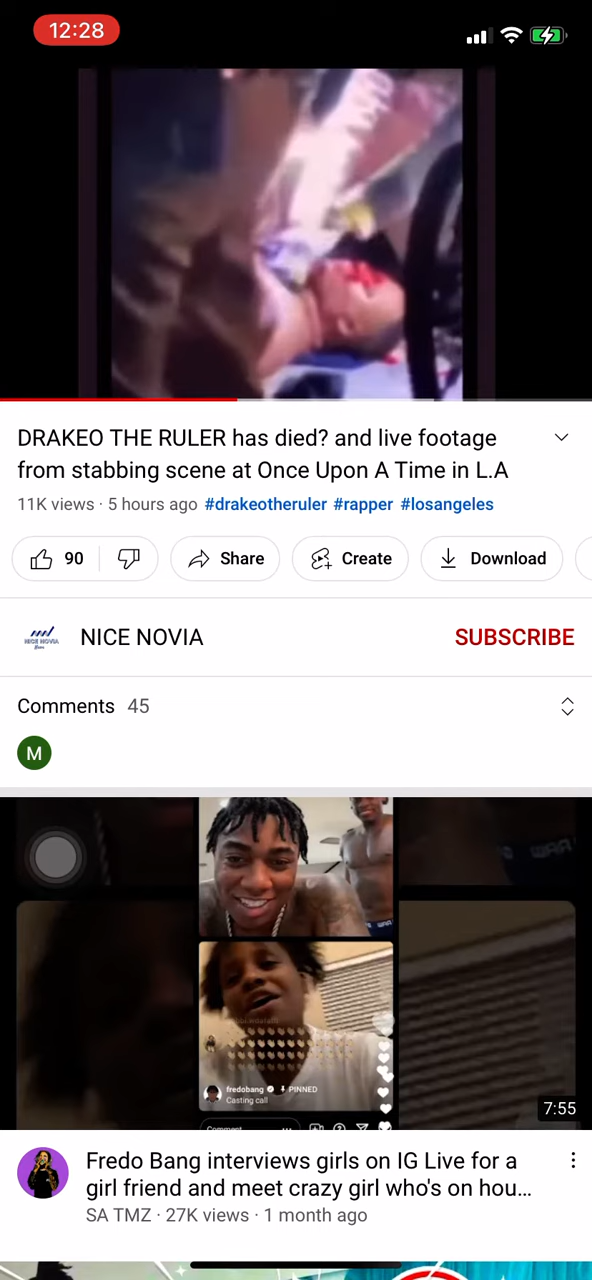 12:28
DRAKEO THE RULER has died? and live footage
from stabbing scene at Once Upon A Time in L.A
11K views · 5 hours ago #drakeotheruler #rapper #losangeles
90
Share
Create
Download
NICE NOVIA
NICE NOVIA
SUBSCRIBE
Comments 45
M
fredobang
PINNED
Casting call
Comment
7:55
Fredo Bang interviews girls on IG Live for a
girl friend and meet crazy girl who's on hou...
SA TMZ · 27K views · 1 month ago